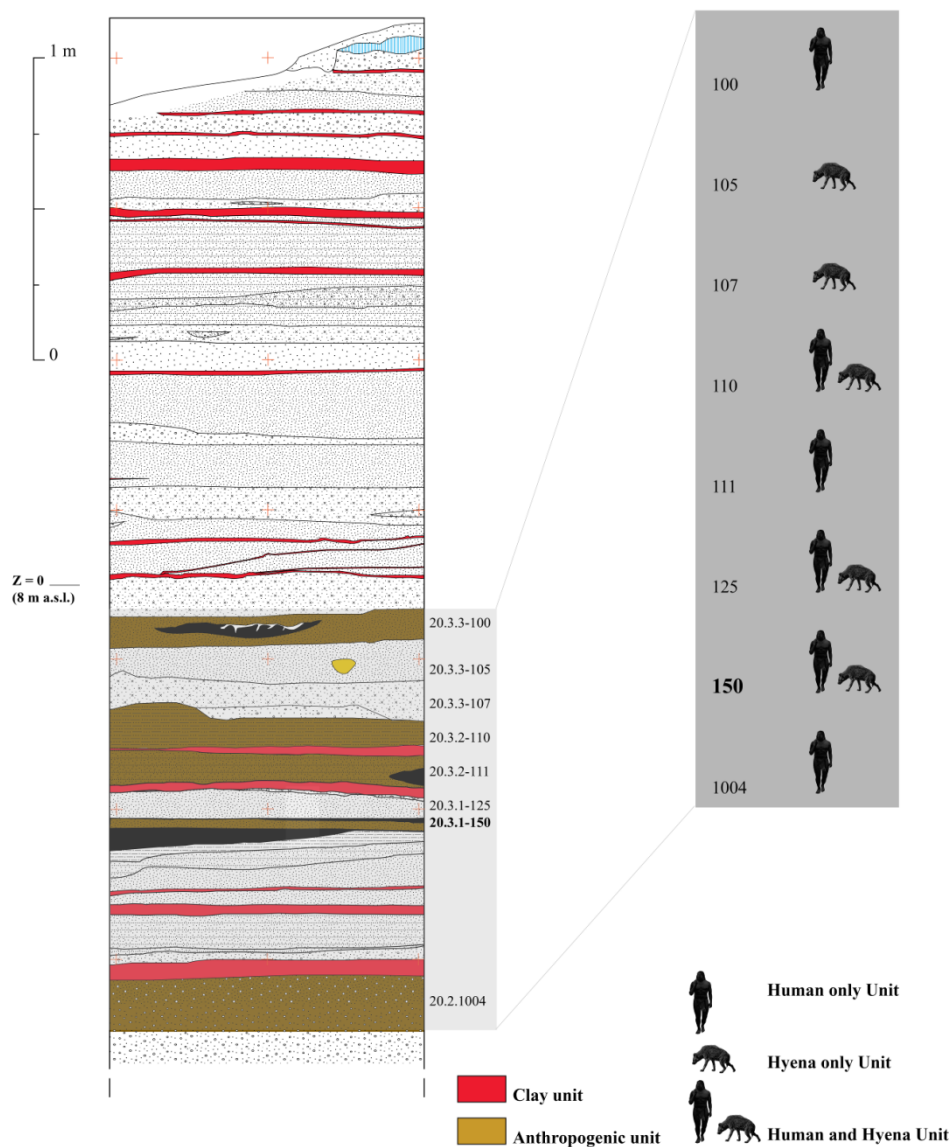 1 m
0
Z = 0
(8 m a.s.l.)
20.3.3-100
20.3.3-105
20.3.3-107
20.3.2-110
20.3.2-111
20.3.1-125
20.3.1-150
20.2.1004
100
105
107
110
111
125
150
1004
Clay unit
Anthropogenic unit
Human only Unit
Hyena only Unit
Human and Hyena Unit